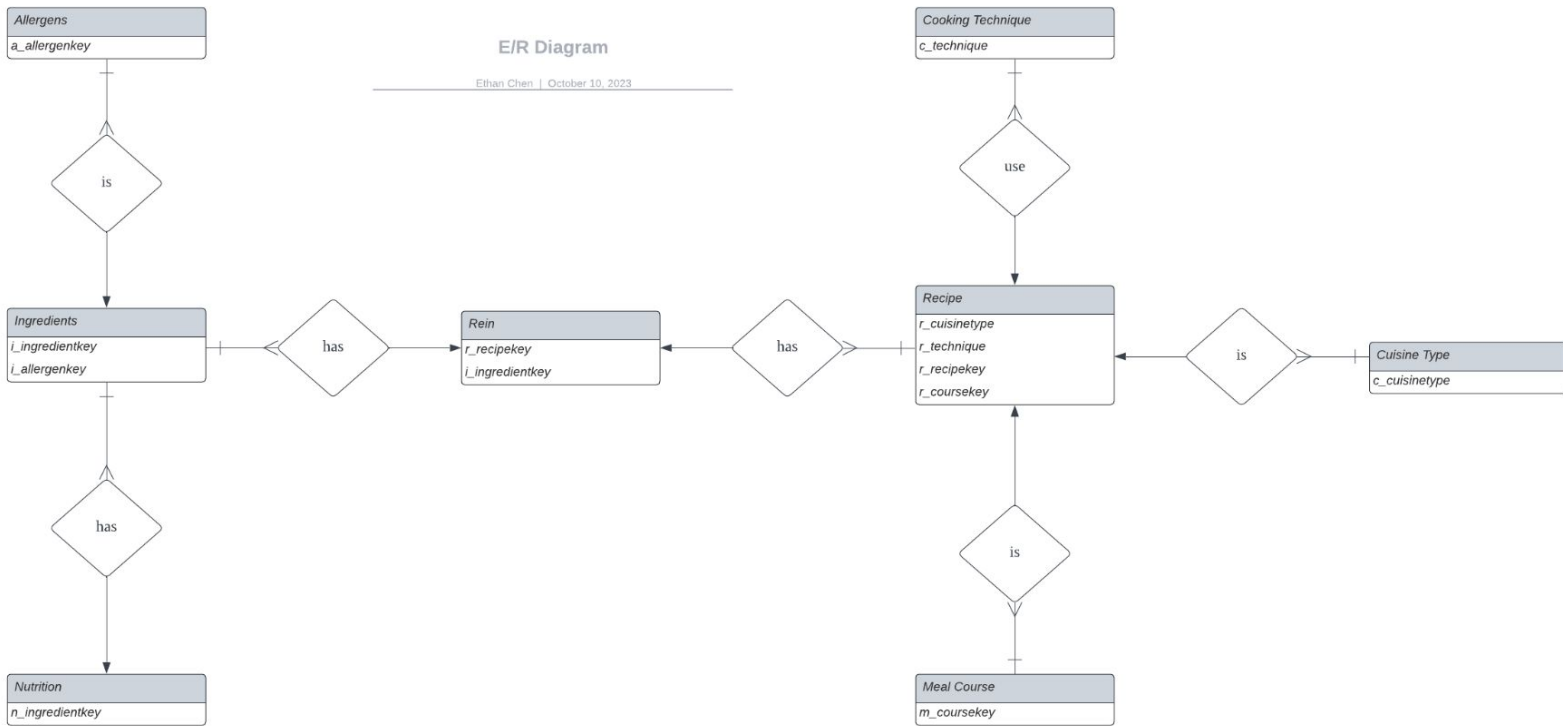 Allergens
a_allergenkey
E/R Diagram
Ethan Chen | October 10, 2023
Cooking Technique
c_technique
is
use
Ingredients
i_ingredientkey
i_allergenkey
has
Rein
r_recipekey
i_ingredientkey
has
Recipe
r_cuisinetype
r_technique
r_recipekey
r_coursekey
is
Cuisine Type
c_cuisinetype
has
is
Nutrition
n_ingredientkey
Meal Course
m_coursekey